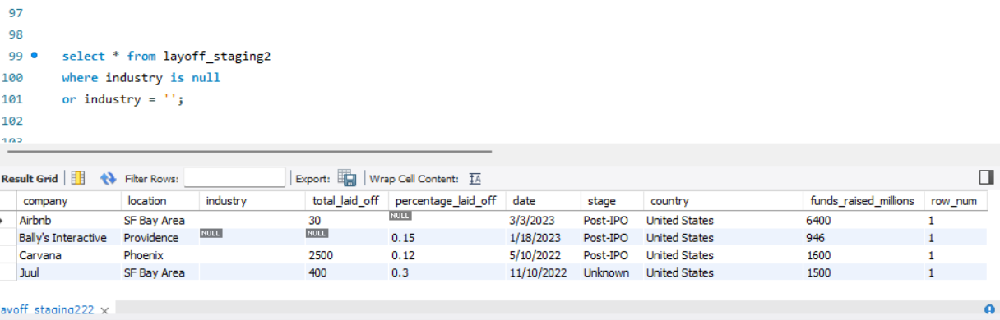 97
98
99 select * from layoff_staging2
100 where industry is null
101 or industry = '';
102
103
Result Grid Filter Rows: Export: Wrap Cell Content: IA
company location industry total_laid_off percentage_laid_off date stage country funds_raised_millions row_num
Airbnb SF Bay Area 30 NULL 3/3/2023 Post-IPO United States 6400 1
Bally's Interactive Providence NULL NULL 0.15 1/18/2023 Post-IPO United States 946 1
Carvana Phoenix 2500 0.12 5/10/2022 Post-IPO United States 1600 1
Juul SF Bay Area 400 0.3 11/10/2022 Unknown United States 1500 1
ayoff_staging222